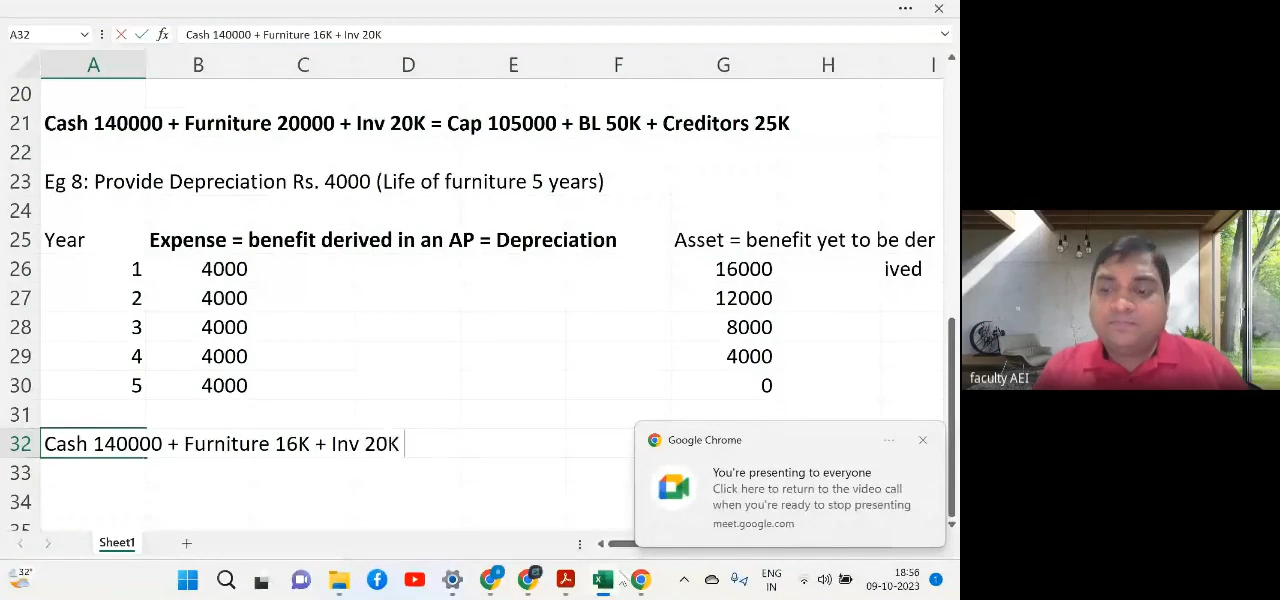 A32
fx
Cash 140000 + Furniture 16K + Inv 20K
A B C D E F G H I
20
21 Cash 140000 + Furniture 20000 + Inv 20K = Cap 105000 + BL 50K + Creditors 25K
22
23 Eg 8: Provide Depreciation Rs. 4000 (Life of furniture 5 years)
24
25 Year Expense = benefit derived in an AP = Depreciation Asset = benefit yet to be der
26 1 4000 16000 ived
27 2 4000 12000
28 3 4000 8000
29 4 4000 4000
30 5 4000 0
31
32 Cash 140000 + Furniture 16K + Inv 20K
33
34
35
Google Chrome
You're presenting to everyone
Click here to return to the video call
when you're ready to stop presenting
meet.google.com
Sheet1
faculty AEI
32°
ENG
IN
18:56
09-10-2023
1